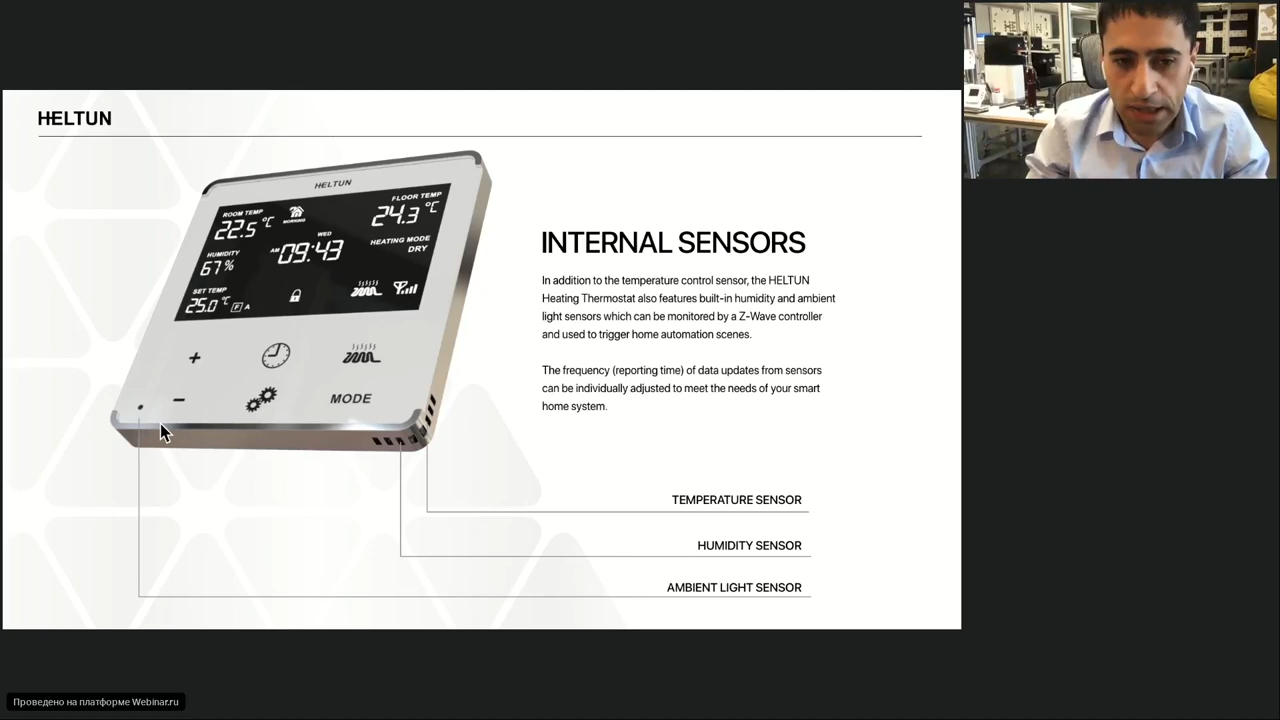 HELTUN
HELTUN
ROOM TEMP
22.5 °C
MORNING
FLOOR TEMP
24.3 °C
WED
AM 09:43
HUMIDITY
67 %
HEATING MODE
DRY
SET TEMP
25.0 °C F A
+
−
MODE
INTERNAL SENSORS
In addition to the temperature control sensor, the HELTUN
Heating Thermostat also features built-in humidity and ambient
light sensors which can be monitored by a Z-Wave controller
and used to trigger home automation scenes.
The frequency (reporting time) of data updates from sensors
can be individually adjusted to meet the needs of your smart
home system.
TEMPERATURE SENSOR
HUMIDITY SENSOR
AMBIENT LIGHT SENSOR
Проведено на платформе Webinar.ru